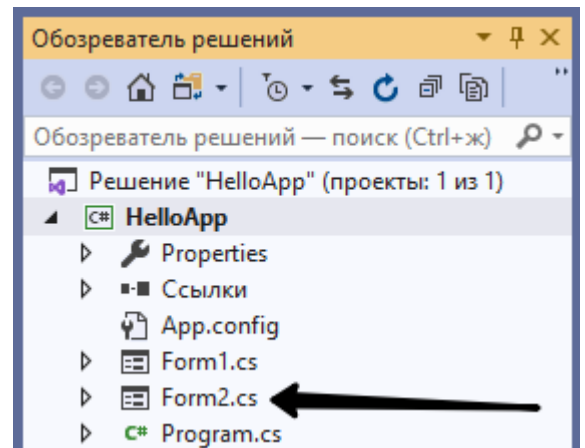 Обозреватель решений
Обозреватель решений — поиск (Ctrl+ж)
Решение "HelloApp" (проекты: 1 из 1)
C# HelloApp
Properties
Ссылки
App.config
Form1.cs
Form2.cs
C# Program.cs